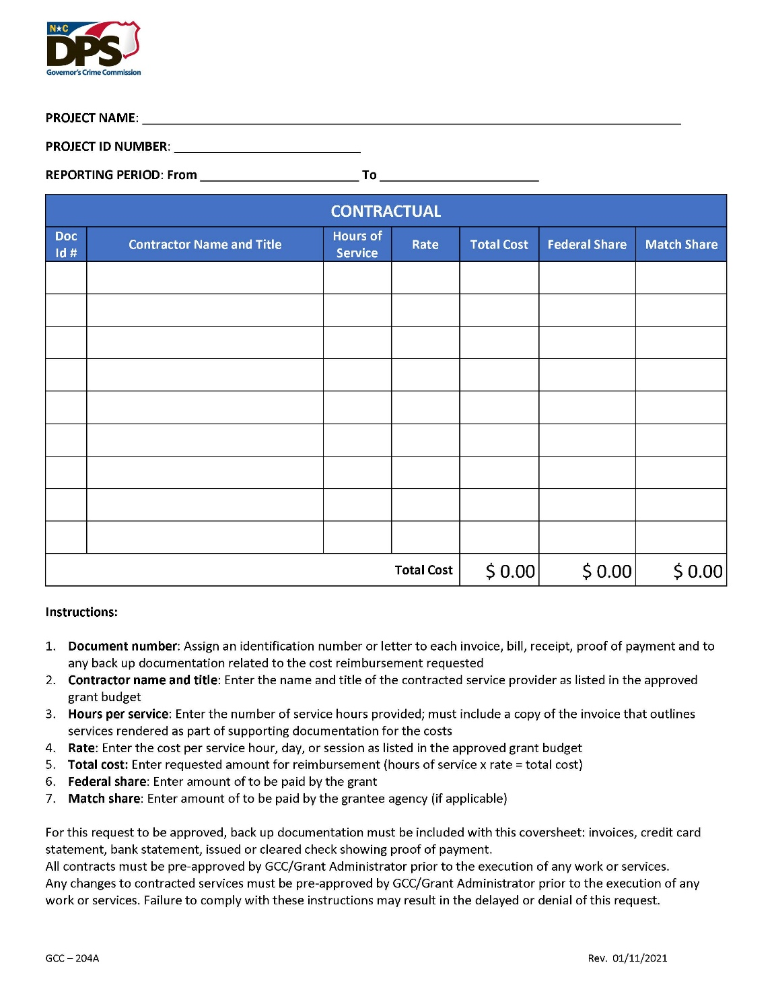 N★C
DPS
Governor's Crime Commission
PROJECT NAME:
PROJECT ID NUMBER:
REPORTING PERIOD: From To
CONTRACTUAL
Doc Id # Contractor Name and Title Hours of Service Rate Total Cost Federal Share Match Share
Total Cost $ 0.00 $ 0.00 $ 0.00
Instructions:
1. Document number: Assign an identification number or letter to each invoice, bill, receipt, proof of payment and to
any back up documentation related to the cost reimbursement requested
2. Contractor name and title: Enter the name and title of the contracted service provider as listed in the approved
grant budget
3. Hours per service: Enter the number of service hours provided; must include a copy of the invoice that outlines
services rendered as part of supporting documentation for the costs
4. Rate: Enter the cost per service hour, day, or session as listed in the approved grant budget
5. Total cost: Enter requested amount for reimbursement (hours of service x rate = total cost)
6. Federal share: Enter amount of to be paid by the grant
7. Match share: Enter amount of to be paid by the grantee agency (if applicable)
For this request to be approved, back up documentation must be included with this coversheet: invoices, credit card
statement, bank statement, issued or cleared check showing proof of payment.
All contracts must be pre-approved by GCC/Grant Administrator prior to the execution of any work or services.
Any changes to contracted services must be pre-approved by GCC/Grant Administrator prior to the execution of any
work or services. Failure to comply with these instructions may result in the delayed or denial of this request.
GCC – 204A Rev. 01/11/2021